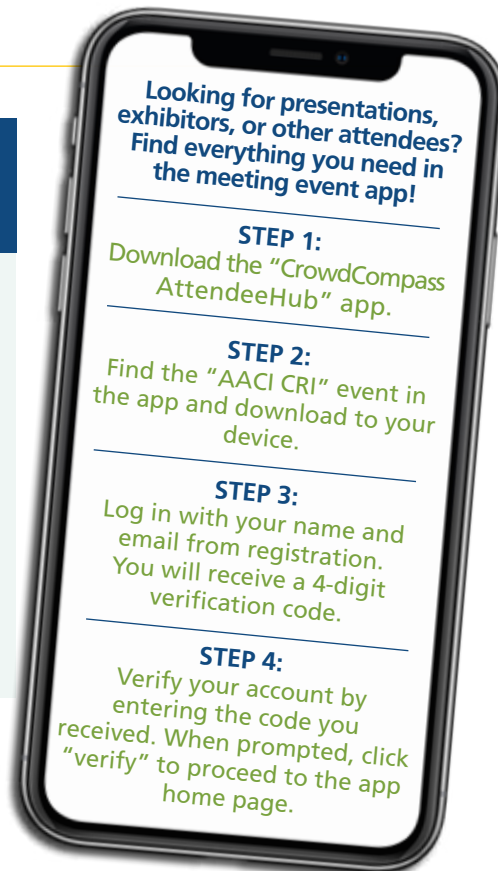 Looking for presentations,
exhibitors, or other attendees?
Find everything you need in
the meeting event app!
STEP 1:
Download the “CrowdCompass
AttendeeHub” app.
STEP 2:
Find the “AACI CRI” event in
the app and download to your
device.
STEP 3:
Log in with your name and
email from registration.
You will receive a 4-digit
verification code.
STEP 4:
Verify your account by
entering the code you
received. When prompted, click
“verify” to proceed to the app
home page.